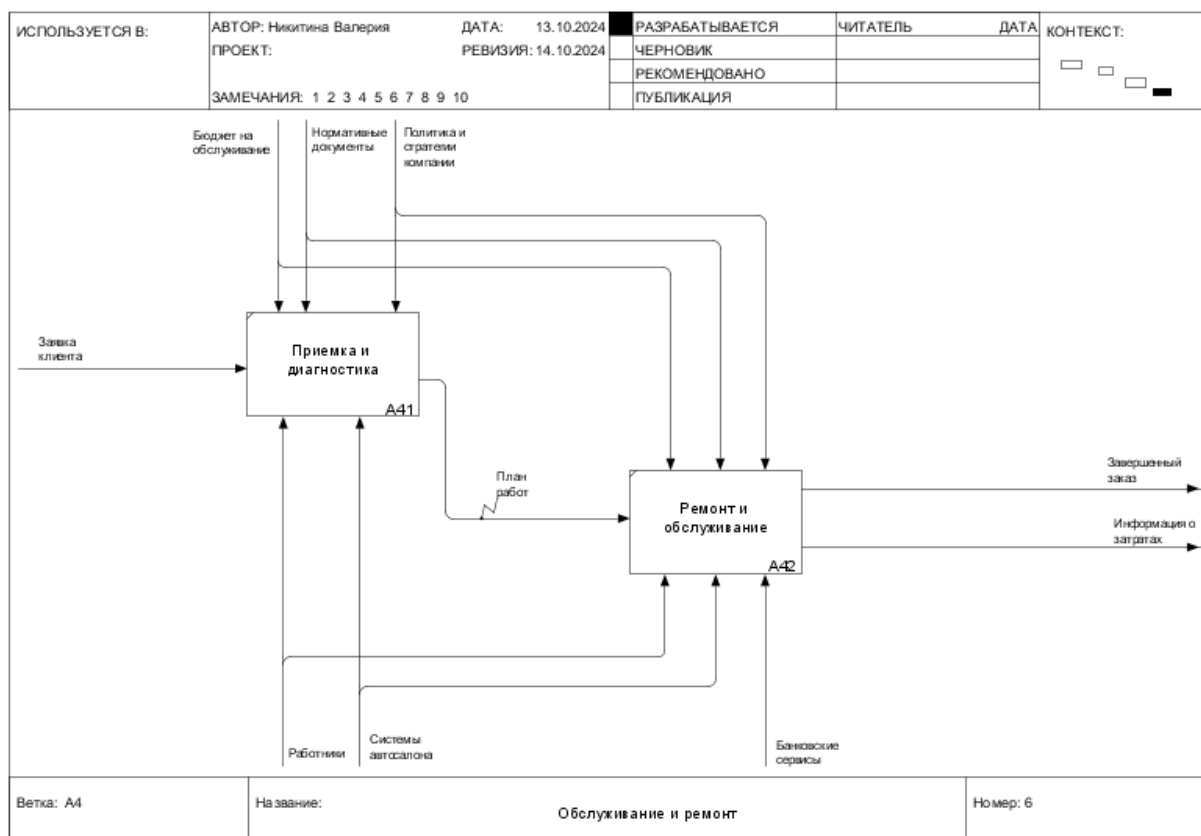 ИСПОЛЬЗУЕТСЯ В:
АВТОР: Никитина Валерия
ДАТА: 13.10.2024
ПРОЕКТ:
РЕВИЗИЯ: 14.10.2024
ЗАМЕЧАНИЯ: 1 2 3 4 5 6 7 8 9 10
РАЗРАБАТЫВАЕТСЯ
ЧЕРНОВИК
РЕКОМЕНДОВАНО
ПУБЛИКАЦИЯ
ЧИТАТЕЛЬ
ДАТА
КОНТЕКСТ:
Бюджет на
обслуживание
Нормативные
документы
Политика и
стратегии
компании
Заявка
клиента
Приемка и
диагностика
A41
План
работ
Ремонт и
обслуживание
A42
Завершенный
заказ
Информация о
затратах
Работники
Системы
автосалона
Банковские
сервисы
Ветка: A4
Название:
Обслуживание и ремонт
Номер: 6